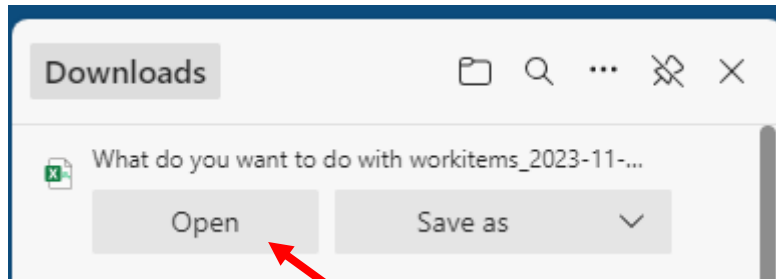 Downloads
What do you want to do with workitems_2023-11-...
Open Save as